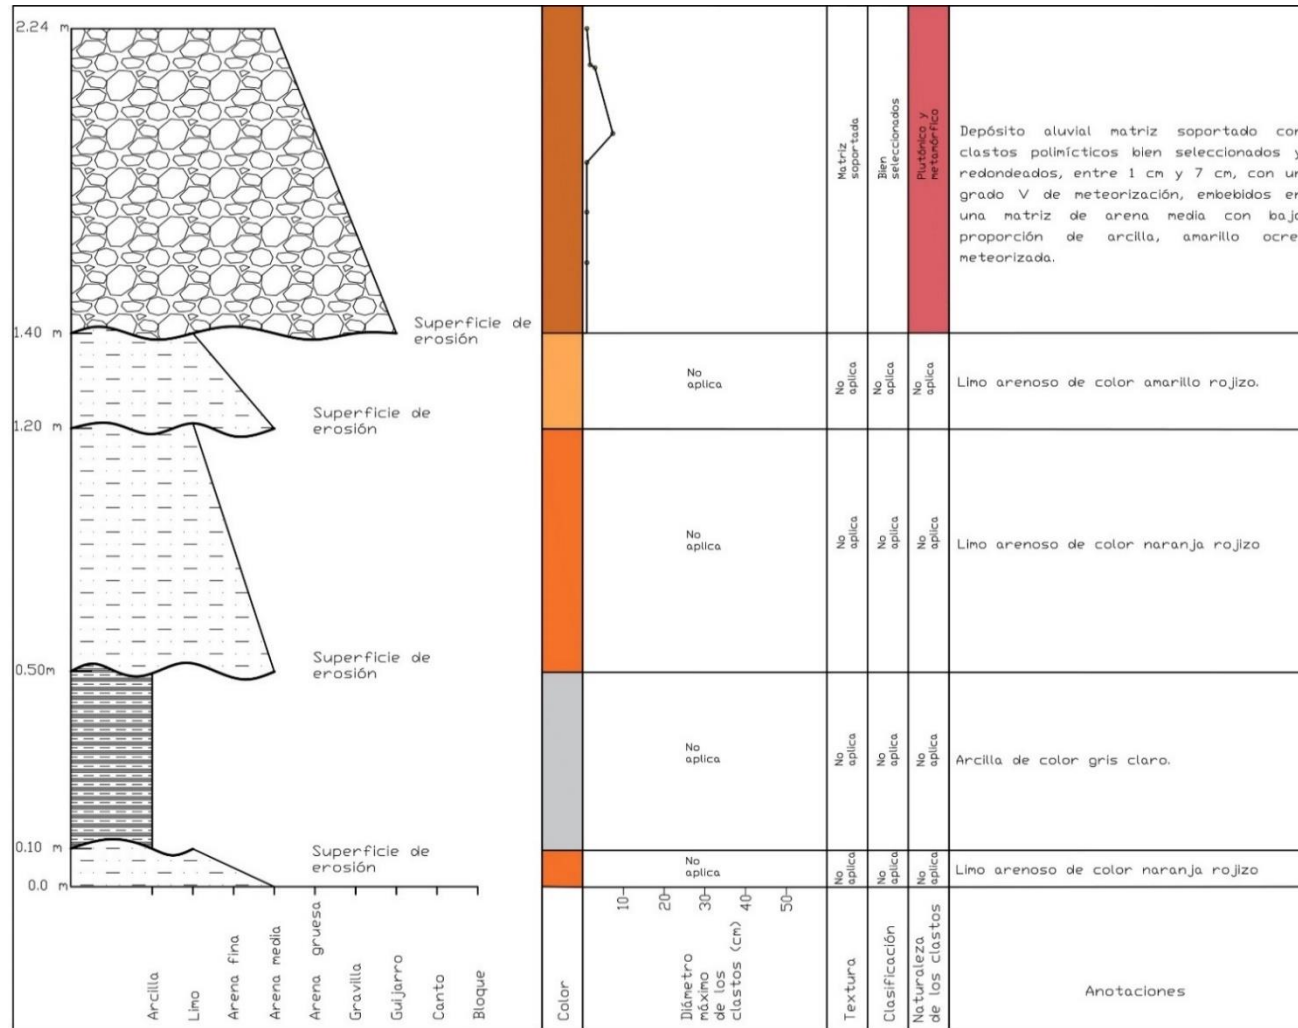 2.24 m
Matriz
soportada
Bien
seleccionados
Plutónico y
metamórfico
Depósito aluvial matriz soportado con
clastos polimícticos bien seleccionados y
redondeados, entre 1 cm y 7 cm, con un
grado V de meteorización, embebidos en
una matriz de arena media con baja
proporción de arcilla, amarillo ocre
meteorizada.
1.40 m
Superficie de
erosión
No
aplica
No
aplica
No
aplica
No
aplica
Limo arenoso de color amarillo rojizo.
1.20 m
Superficie de
erosión
No
aplica
No
aplica
No
aplica
No
aplica
Limo arenoso de color naranja rojizo
0.50m
Superficie de
erosión
No
aplica
No
aplica
No
aplica
No
aplica
Arcilla de color gris claro.
0.10 m
Superficie de
erosión
No
aplica
No
aplica
No
aplica
No
aplica
Limo arenoso de color naranja rojizo
0.0 m
Arcilla
Limo
Arena fina
Arena media
Arena gruesa
Gravilla
Guijarro
Canto
Bloque
Color
10
20
30
40
50
Diámetro
máximo
de los
clastos (cm)
Textura
Clasificación
Naturaleza
de los clastos
Anotaciones